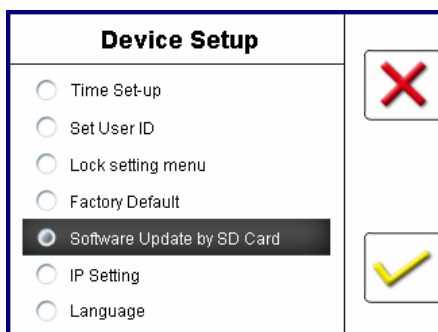 Device Setup
Time Set-up
Set User ID
Lock setting menu
Factory Default
Software Update by SD Card
IP Setting
Language